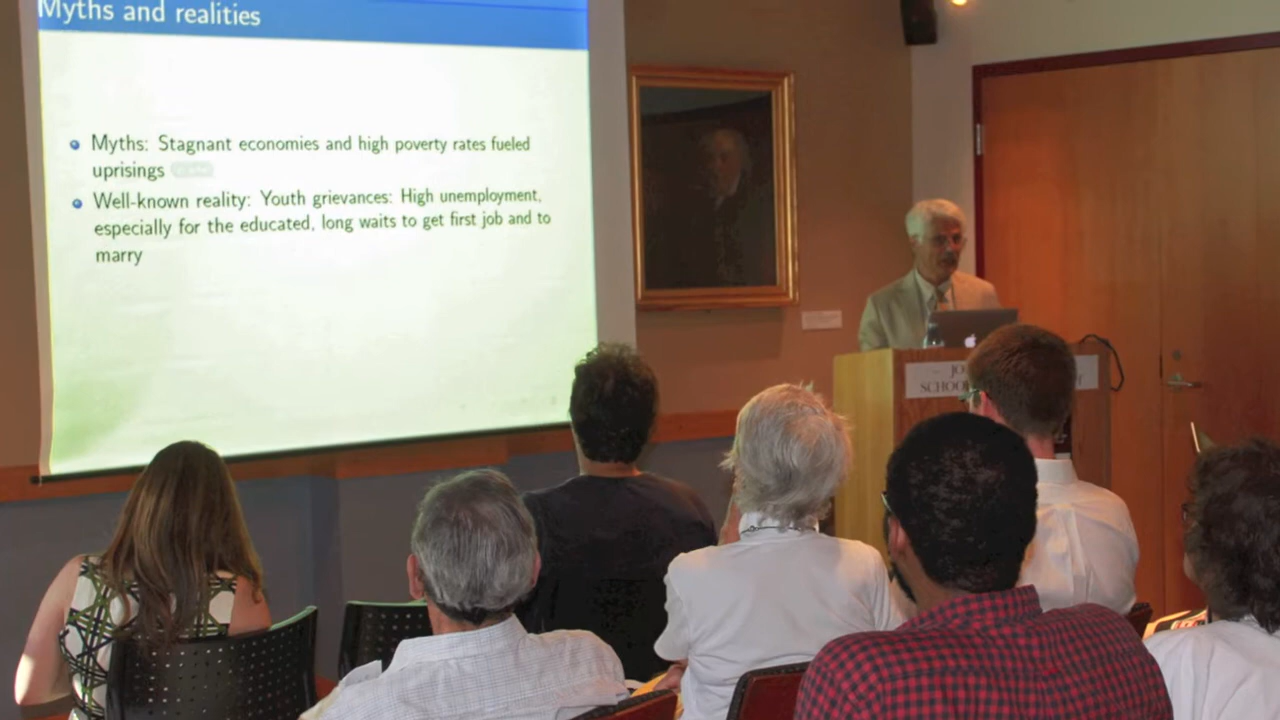 Myths and realities
Myths: Stagnant economies and high poverty rates fueled
uprisings
Well-known reality: Youth grievances: High unemployment,
especially for the educated, long waits to get first job and to
marry
JO
SCHOO